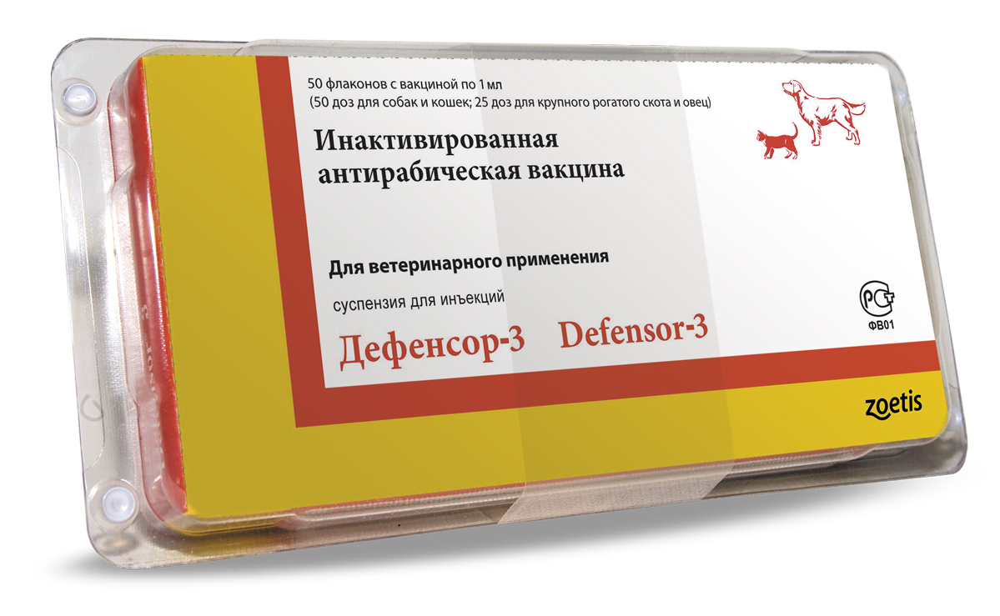 50 флаконов с вакциной по 1 мл
(50 доз для собак и кошек; 25 доз для крупного рогатого скота и овец)
Инактивированная
антирабическая вакцина
Для ветеринарного применения
суспензия для инъекций
Дефенсор-3 Defensor-3
РСТ
ФВ01
zoetis